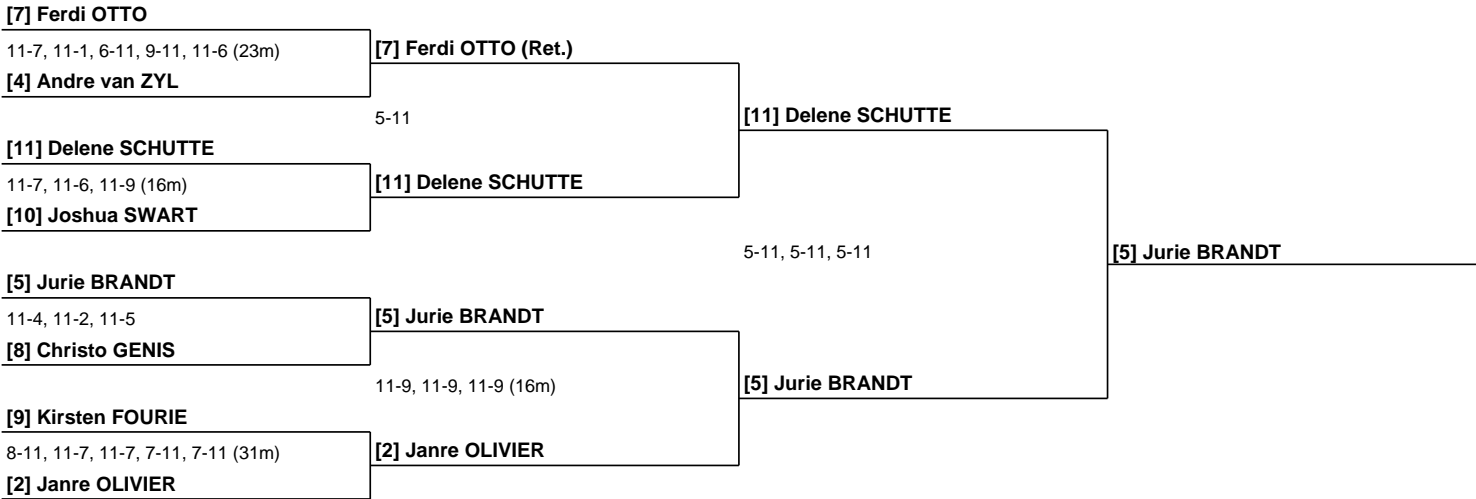 [7] Ferdi OTTO
11-7, 11-1, 6-11, 9-11, 11-6 (23m)
[4] Andre van ZYL
[11] Delene SCHUTTE
11-7, 11-6, 11-9 (16m)
[10] Joshua SWART
[5] Jurie BRANDT
11-4, 11-2, 11-5
[8] Christo GENIS
[9] Kirsten FOURIE
8-11, 11-7, 11-7, 7-11, 7-11 (31m)
[2] Janre OLIVIER
[7] Ferdi OTTO (Ret.)
5-11
[11] Delene SCHUTTE
[5] Jurie BRANDT
11-9, 11-9, 11-9 (16m)
[2] Janre OLIVIER
[11] Delene SCHUTTE
5-11, 5-11, 5-11
[5] Jurie BRANDT
[5] Jurie BRANDT